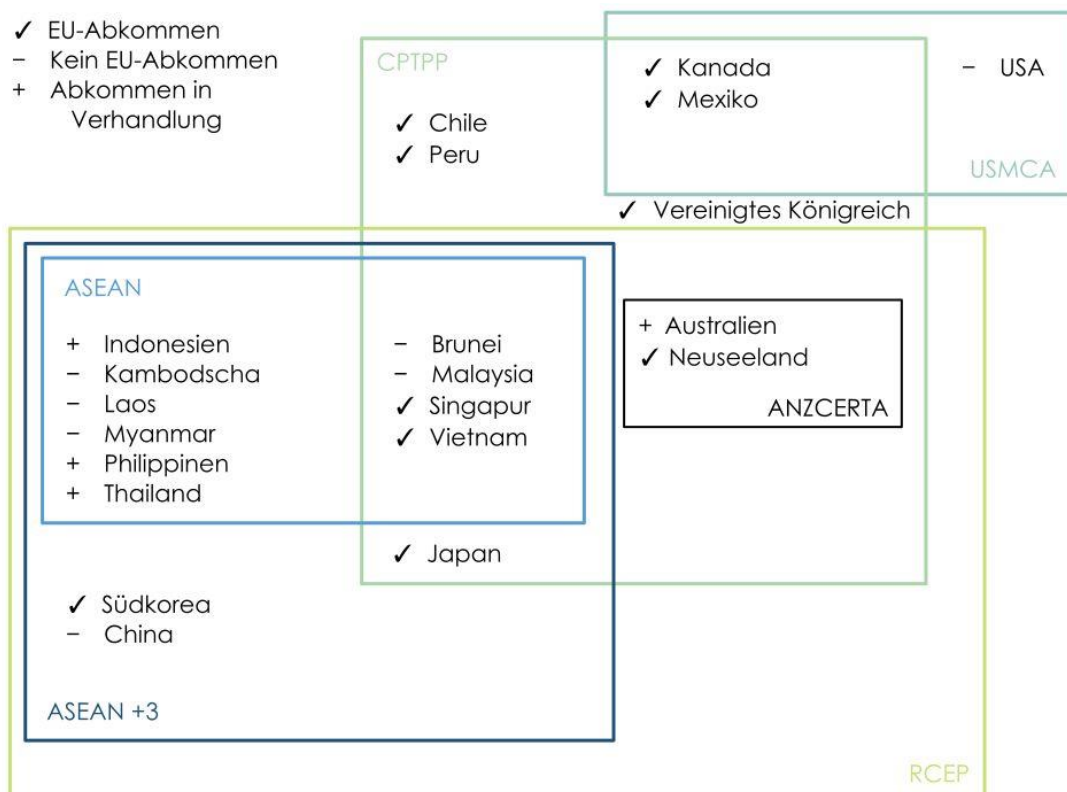 ✓ EU-Abkommen
− Kein EU-Abkommen
+ Abkommen in
Verhandlung
CPTPP
✓ Chile
✓ Peru
✓ Kanada
✓ Mexiko
− USA
USMCA
✓ Vereinigtes Königreich
ASEAN
+ Indonesien
− Kambodscha
− Laos
− Myanmar
+ Philippinen
+ Thailand
− Brunei
− Malaysia
✓ Singapur
✓ Vietnam
+ Australien
✓ Neuseeland
ANZCERTA
✓ Japan
✓ Südkorea
− China
ASEAN +3
RCEP